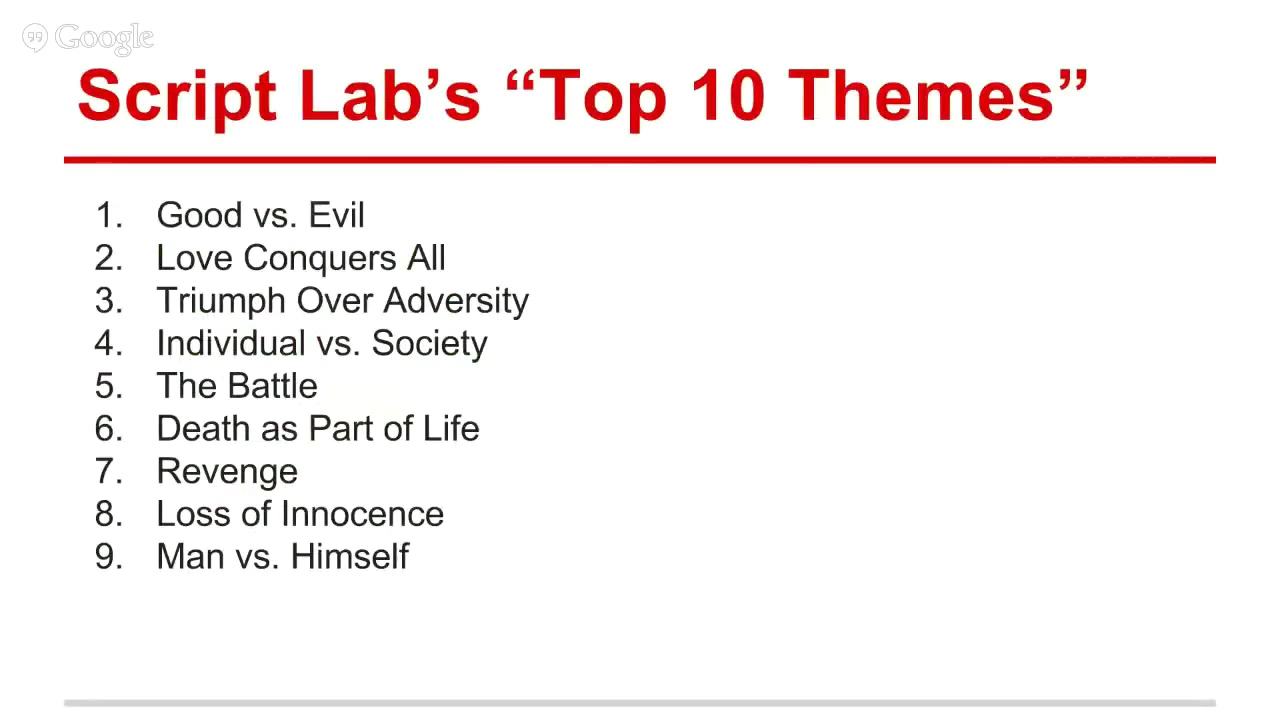 Google
Script Lab’s “Top 10 Themes”
1. Good vs. Evil
2. Love Conquers All
3. Triumph Over Adversity
4. Individual vs. Society
5. The Battle
6. Death as Part of Life
7. Revenge
8. Loss of Innocence
9. Man vs. Himself